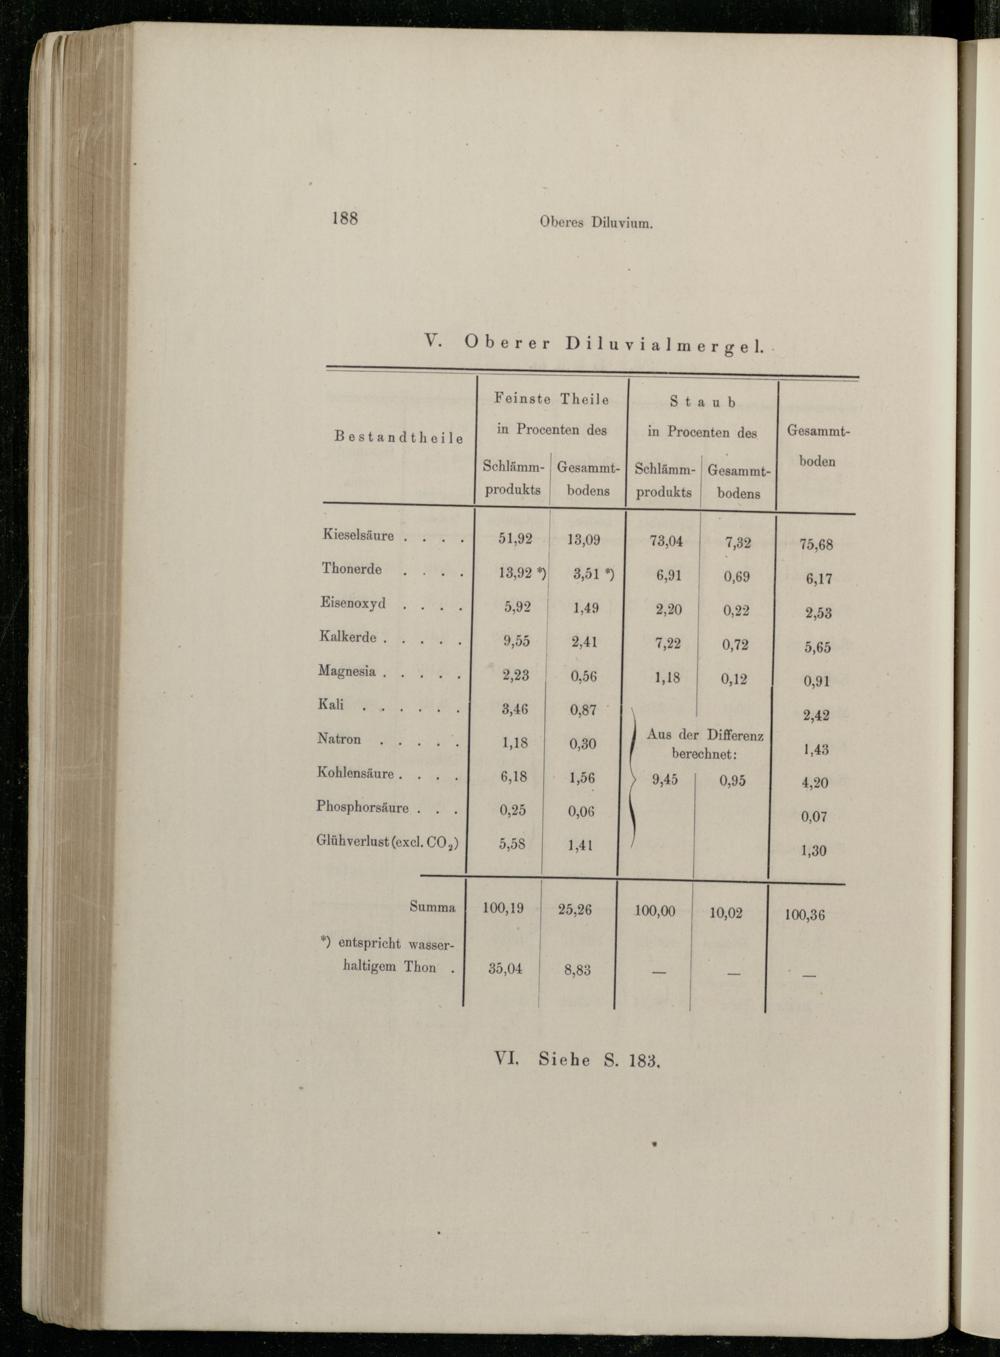 188 Oberes Diluvium.
V. Oberer Diluvialmergel.
Bestandtheile
Feinste Theile
in Procenten des
Schlämm-
produkts
Gesammt-
bodens
Staub
in Procenten des
Schlämm-
produkts
Gesammt-
bodens
Gesammt-
boden
Kieselsäure . . . . 51,92 13,09 73,04 7,32 75,68
Thonerde . . . . 13,92 *) 3,51 *) 6,91 0,69 6,17
Eisenoxyd . . . . 5,92 1,49 2,20 0,22 2,53
Kalkerde . . . . . 9,55 2,41 7,22 0,72 5,65
Magnesia . . . . . 2,23 0,56 1,18 0,12 0,91
Kali . . . . . . 3,46 0,87 2,42
Natron . . . . . 1,18 0,30 1,43
Aus der Differenz
berechnet:
Kohlensäure . . . . 6,18 1,56 9,45 0,95 4,20
Phosphorsäure . . . 0,25 0,06 0,07
Glühverlust (excl. CO₂) 5,58 1,41 1,30
Summa 100,19 25,26 100,00 10,02 100,36
*) entspricht wasser-
haltigem Thon . 35,04 8,83 — — —
VI. Siehe S. 183.